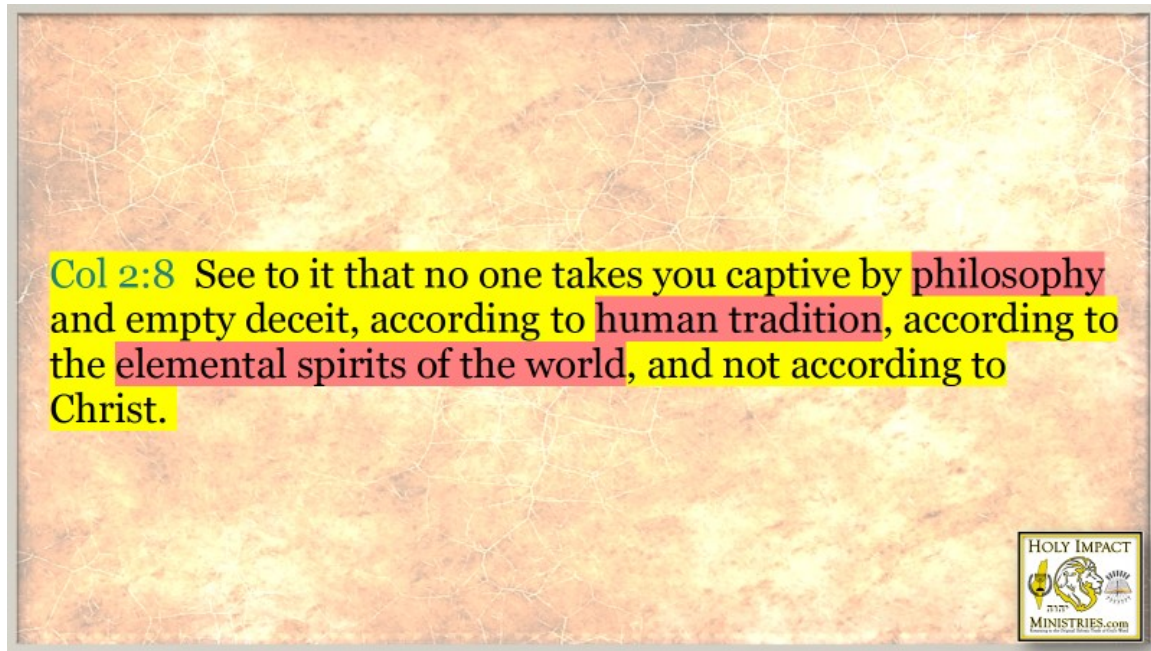 Col 2:8 See to it that no one takes you captive by philosophy
and empty deceit, according to human tradition, according to
the elemental spirits of the world, and not according to
Christ.
HOLY IMPACT
יהוה
MINISTRIES.com